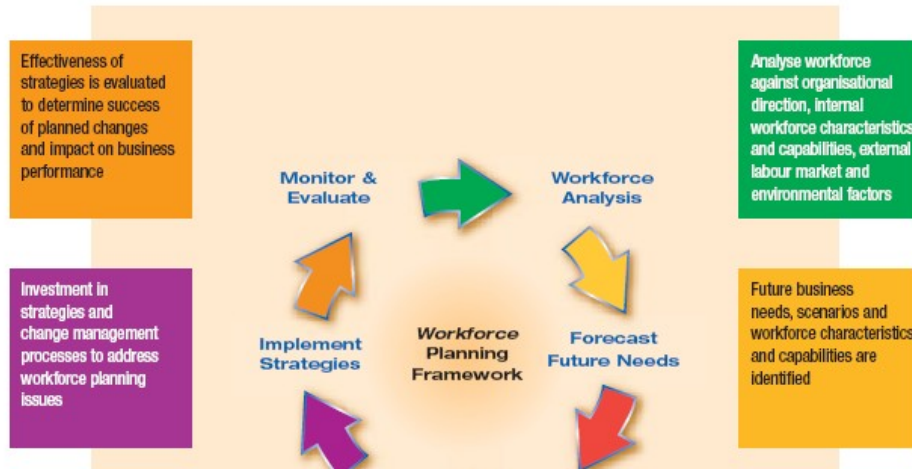 Effectiveness of
strategies is evaluated
to determine success
of planned changes
and impact on business
performance
Analyse workforce
against organisational
direction, internal
workforce characteristics
and capabilities, external
labour market and
environmental factors
Monitor &
Evaluate
Workforce
Analysis
Investment in
strategies and
change management
processes to address
workforce planning
issues
Implement
Strategies
Workforce
Planning
Framework
Forecast
Future Needs
Future business
needs, scenarios and
workforce characteristics
and capabilities are
identified